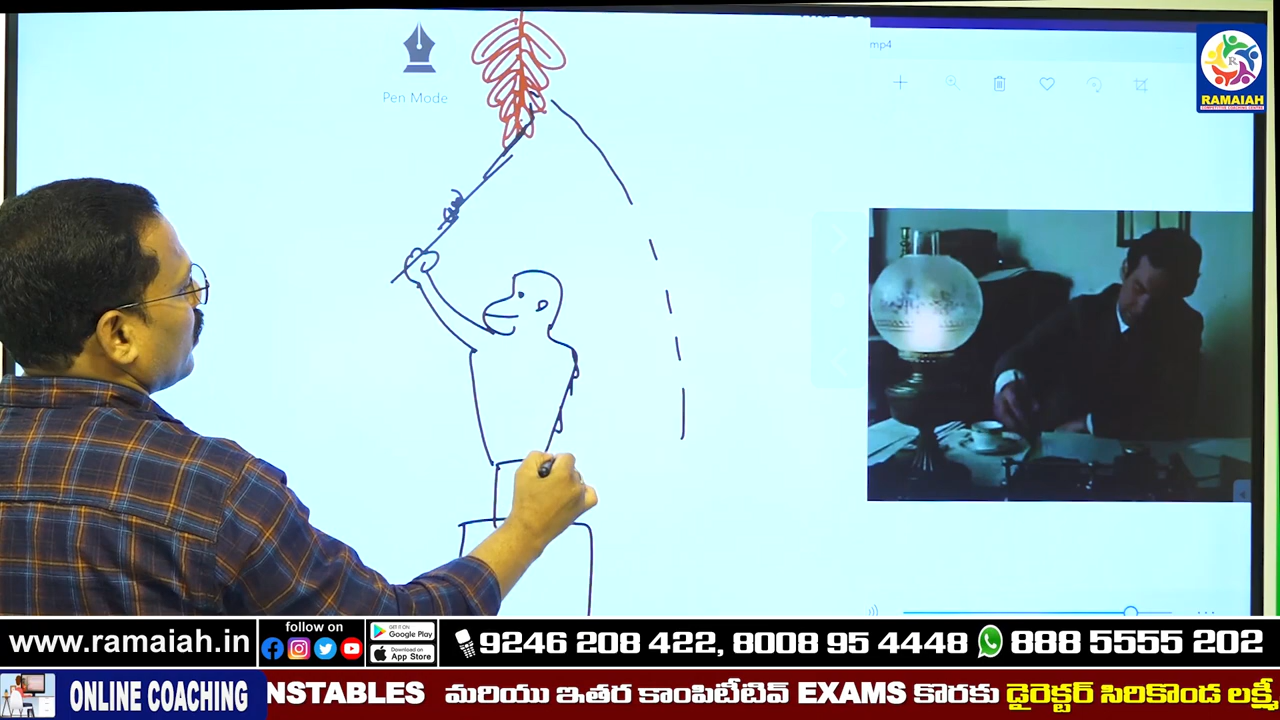 mp4
Pen Mode
R
RAMAIAH
www.ramaiah.in
follow on
GET IT ON
Google Play
Download on
App Store
9246 208 422, 8008 95 4448 888 5555 202
ONLINE COACHING
NSTABLES మరియు ఇతర కాంపిటీటివ్ EXAMS కొరకు డైరెక్టర్ సిరికొండ లక్ష్మీ